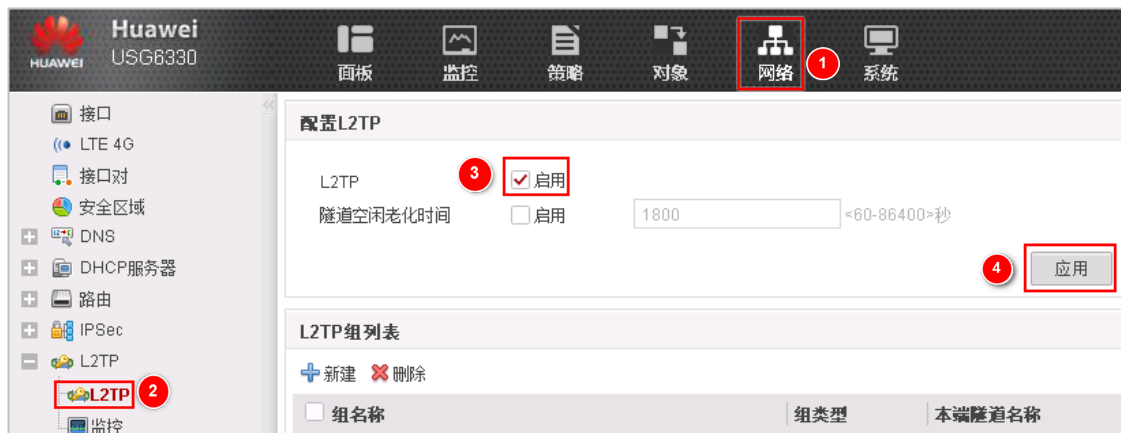 HUAWEI
Huawei
USG6330
面板
监控
策略
对象
网络
1
系统
接口
LTE 4G
接口对
安全区域
DNS
DHCP服务器
路由
IPSec
L2TP
L2TP 2
监控
配置L2TP
L2TP 3 启用
隧道空闲老化时间 启用 1800 <60-86400>秒
4 应用
L2TP组列表
新建 删除
组名称 组类型 本端隧道名称